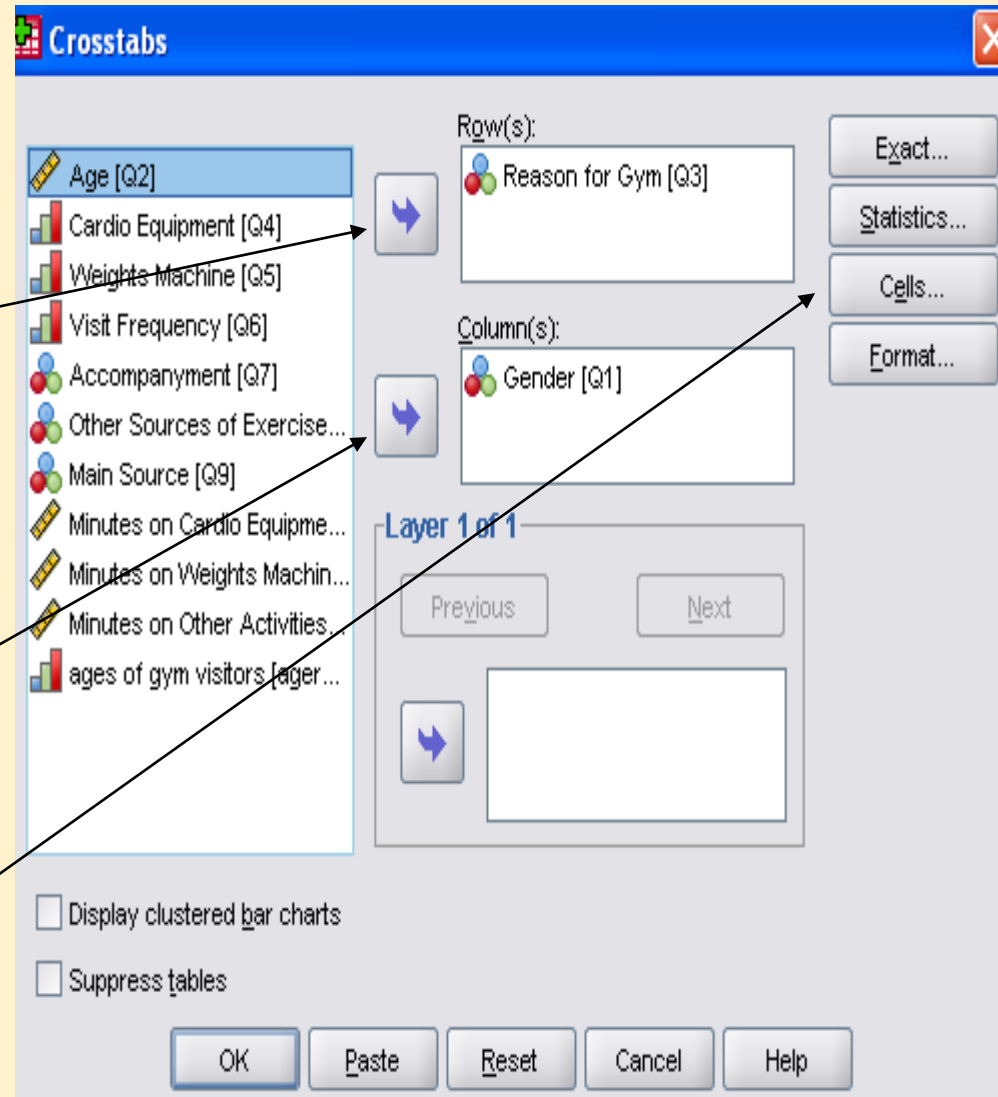 Crosstabs
Age [Q2]
Cardio Equipment [Q4]
Weights Machine [Q5]
Visit Frequency [Q6]
Accompanyment [Q7]
Other Sources of Exercise...
Main Source [Q9]
Minutes on Cardio Equipme...
Minutes on Weights Machin...
Minutes on Other Activities...
ages of gym visitors [ager...
Row(s):
Reason for Gym [Q3]
Column(s):
Gender [Q1]
Layer 1 of 1
Previous
Next
Exact...
Statistics...
Cells...
Format...
Display clustered bar charts
Suppress tables
OK
Paste
Reset
Cancel
Help